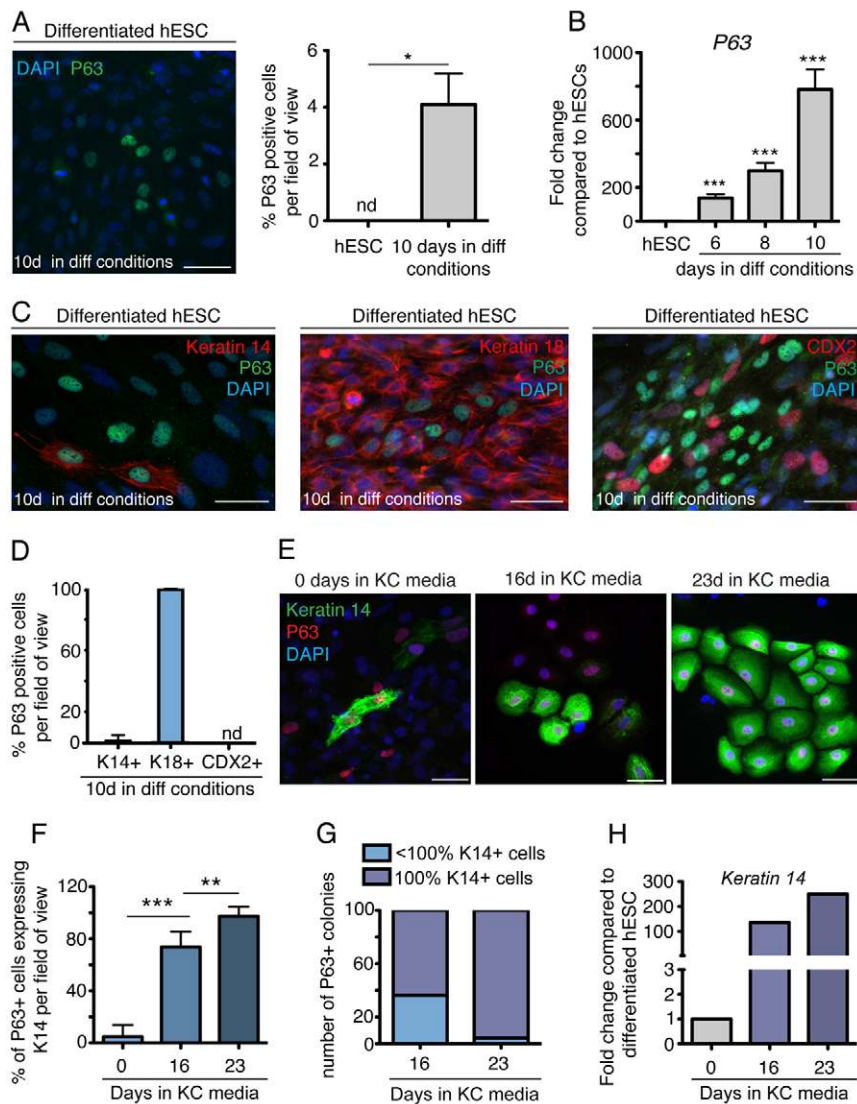 A
Differentiated hESC
DAPI P63
10d in diff conditions
% P63 positive cells
per field of view
6
4
2
0
*
nd
hESC
10 days in diff
conditions
B
P63
Fold change
compared to hESCs
1000
800
600
400
200
0
***
***
***
hESC
6
8
10
days in diff conditions
C
Differentiated hESC
Keratin 14
P63
DAPI
10d in diff conditions
Differentiated hESC
Keratin 18
P63
DAPI
10d in diff conditions
Differentiated hESC
CDX2
P63
DAPI
10d in diff conditions
D
% P63 positive cells
per field of view
100
20
0
nd
K14+
K18+
CDX2+
10d in diff conditions
E
0 days in KC media
Keratin 14
P63
DAPI
16d in KC media
23d in KC media
F
% of P63+ cells expressing
K14 per field of view
120
80
40
0
***
**
0
16
23
Days in KC media
G
<100% K14+ cells
100% K14+ cells
number of P63+ colonies
100
80
60
40
20
0
16
23
Days in KC media
H
Keratin 14
Fold change compared to
differentiated hESC
300
250
200
150
100
3
2
1
0
0
16
23
Days in KC media